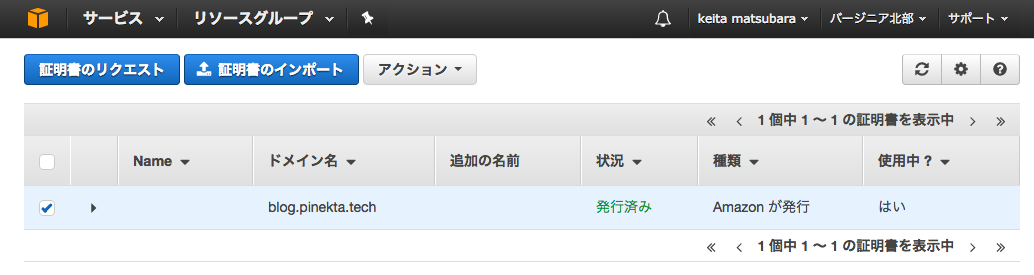 サービス リソースグループ keita matsubara バージニア北部 サポート
証明書のリクエスト 証明書のインポート アクション
« ‹ 1 個中 1 ～ 1 の証明書を表示中 › »
Name ドメイン名 追加の名前 状況 種類 使用中 ?
blog.pinekta.tech 発行済み Amazon が発行 はい
« ‹ 1 個中 1 ～ 1 の証明書を表示中 › »